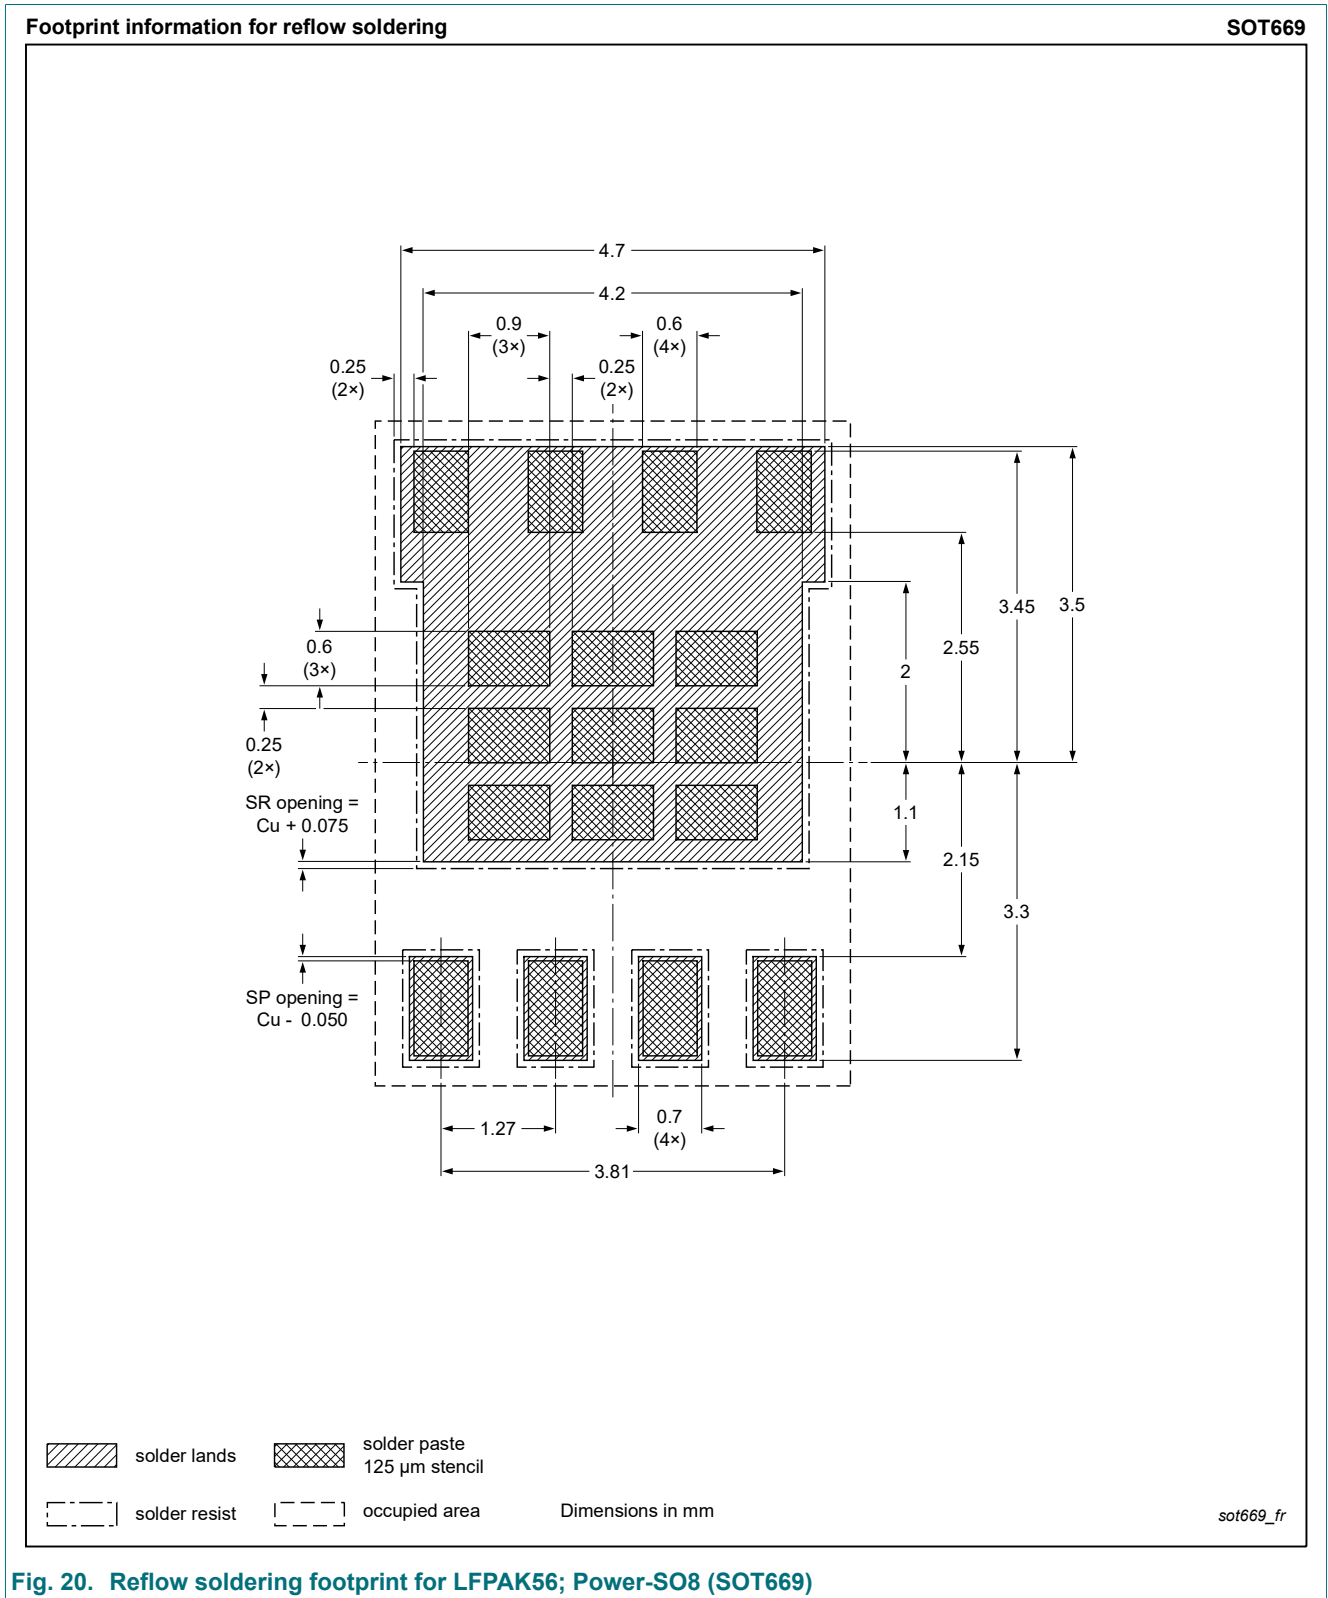 Footprint information for reflow soldering
SOT669
4.7
4.2
0.9
(3×)
0.6
(4×)
0.25
(2×)
0.25
(2×)
0.6
(3×)
3.45
3.5
2.55
2
0.25
(2×)
SR opening =
Cu + 0.075
1.1
2.15
3.3
SP opening =
Cu - 0.050
1.27
0.7
(4×)
3.81
solder lands
solder paste
125 µm stencil
solder resist
occupied area
Dimensions in mm
sot669_fr
Fig. 20. Reflow soldering footprint for LFPAK56; Power-SO8 (SOT669)